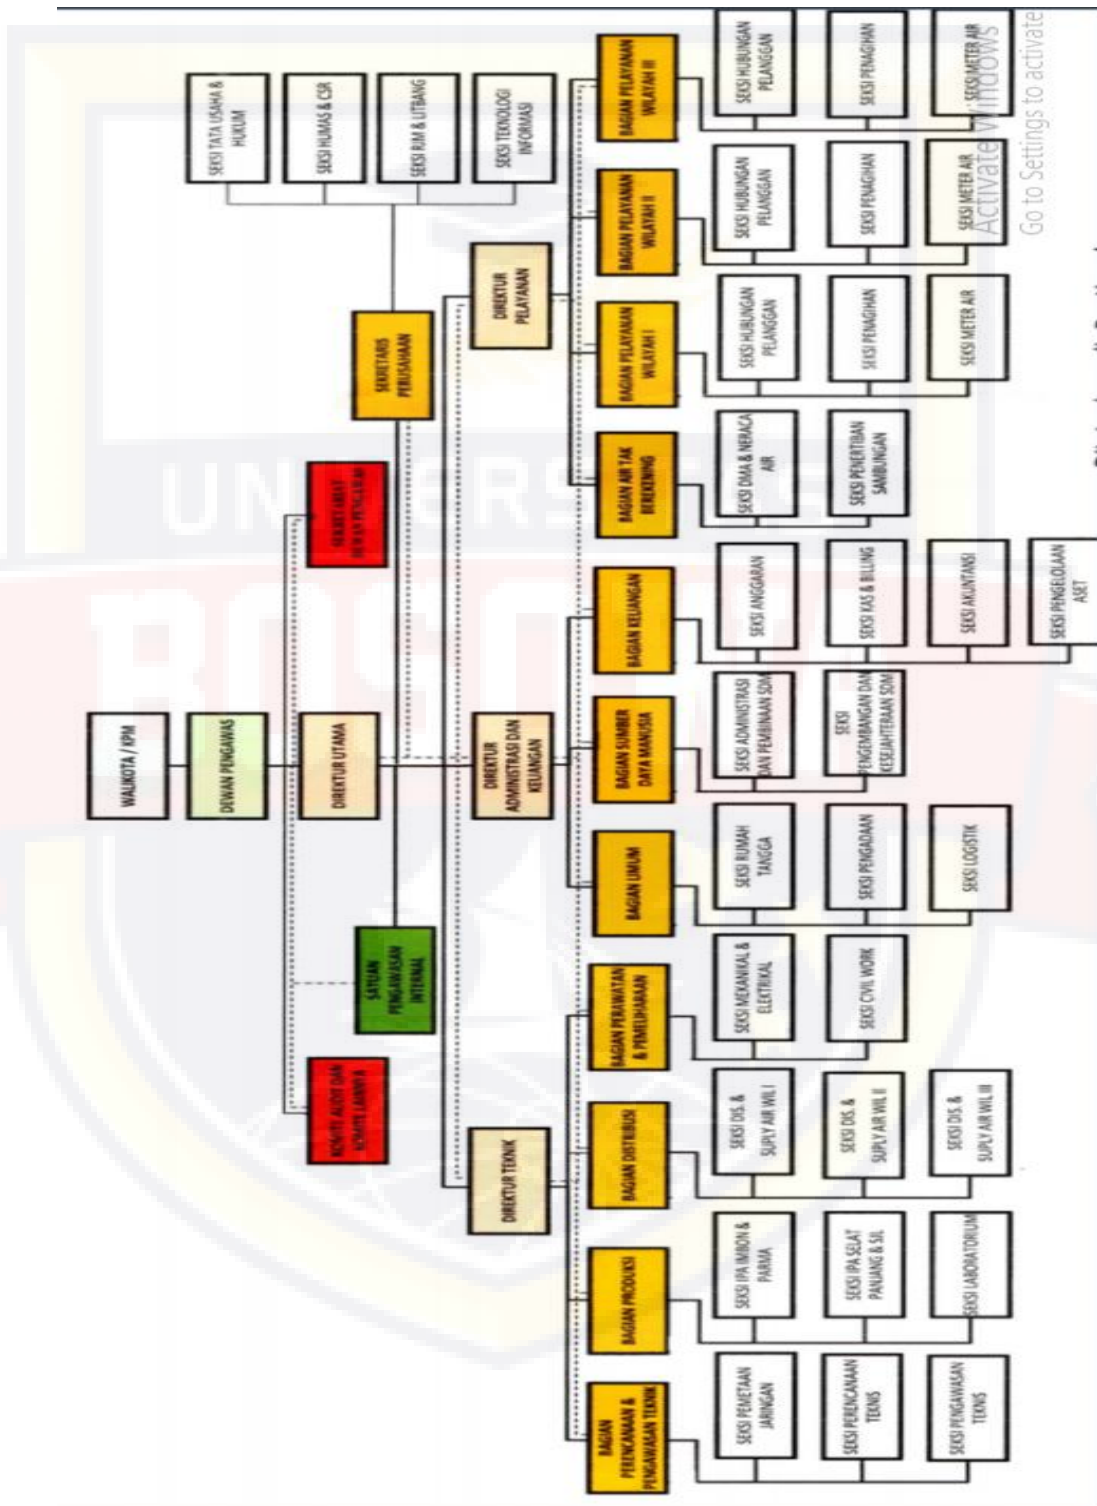 WALIKOTA / KPM
DEWAN PENGAWAS
KOMITE AUDIT DAN
KOMITE LAINNYA
DIREKTUR UTAMA
SEKRETARIAT
DEWAN PENGAWAS
SATUAN
PENGAWASAN
INTERNAL
SEKRETARIS
PERUSAHAAN
SEKSI TATA USAHA &
HUKUM
SEKSI HUMAS & CSR
SEKSI RJM & LITBANG
SEKSI TEKNOLOGI
INFORMASI
DIREKTUR TEKNIK
DIREKTUR
ADMINISTRASI DAN
KEUANGAN
DIREKTUR
PELAYANAN
BAGIAN
PERENCANAAN &
PENGAWASAN TEKNIK
SEKSI PEMETAAN
JARINGAN
SEKSI PERENCANAAN
TEKNIS
SEKSI PENGAWASAN
TEKNIS
BAGIAN PRODUKSI
SEKSI IPA IMBON &
PARMA
SEKSI IPA SELAT
PANJANG & SJL
SEKSI LABORATORIUM
BAGIAN DISTRIBUSI
SEKSI DIS. &
SUPLY AIR WIL I
SEKSI DIS. &
SUPLY AIR WIL II
SEKSI DIS. &
SUPLY AIR WIL III
BAGIAN PERAWATAN
& PEMELIHARAAN
SEKSI MEKANIKAL &
ELEKTRIKAL
SEKSI CIVIL WORK
BAGIAN UMUM
SEKSI RUMAH
TANGGA
SEKSI PENGADAAN
SEKSI LOGISTIK
BAGIAN SUMBER
DAYA MANUSIA
SEKSI ADMINISTRASI
DAN PEMBINAAN SDM
SEKSI
PENGEMBANGAN DAN
KESEJAHTERAAN SDM
BAGIAN KEUANGAN
SEKSI ANGGARAN
SEKSI KAS & BILLING
SEKSI AKUNTANSI
SEKSI PENGELOLAAN
ASET
BAGIAN AIR TAK
BEREKENING
SEKSI DMA & NERACA
AIR
SEKSI PENERTIBAN
SAMBUNGAN
BAGIAN PELAYANAN
WILAYAH I
SEKSI HUBUNGAN
PELANGGAN
SEKSI PENAGIHAN
SEKSI METER AIR
BAGIAN PELAYANAN
WILAYAH II
SEKSI HUBUNGAN
PELANGGAN
SEKSI PENAGIHAN
SEKSI METER AIR
BAGIAN PELAYANAN
WILAYAH III
SEKSI HUBUNGAN
PELANGGAN
SEKSI PENAGIHAN
SEKSI METER AIR
Activate Windows
Go to Settings to activate
UNIVERSITAS
BOSOWA